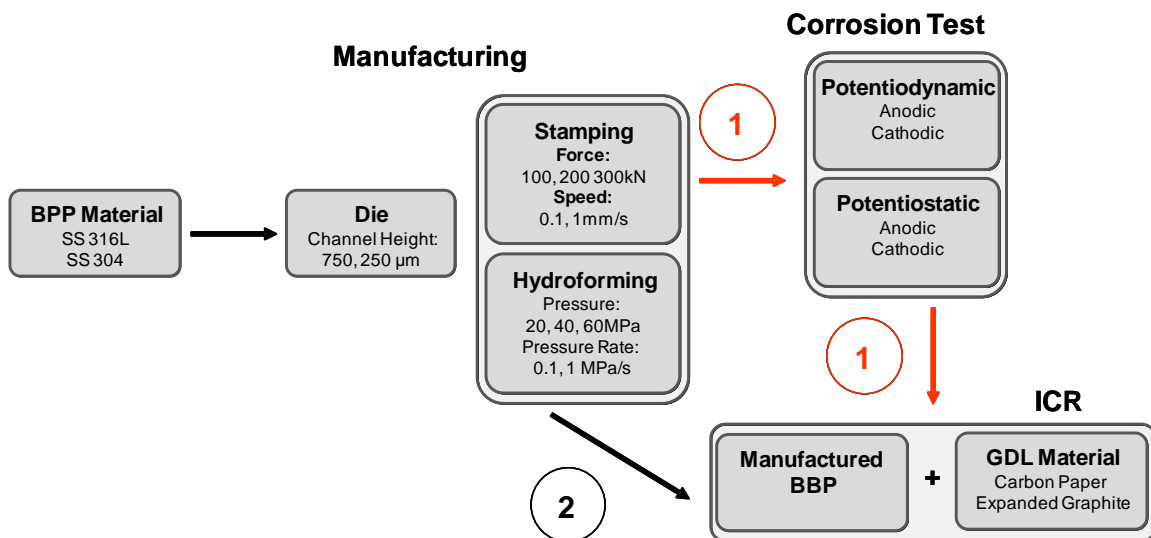 Corrosion Test
Manufacturing
BPP Material
SS 316L
SS 304
Die
Channel Height:
750, 250 µm
Stamping
Force:
100, 200 300kN
Speed:
0.1, 1mm/s
Hydroforming
Pressure:
20, 40, 60MPa
Pressure Rate:
0.1, 1 MPa/s
1
Potentiodynamic
Anodic
Cathodic
Potentiostatic
Anodic
Cathodic
1
2
ICR
Manufactured
BBP
+
GDL Material
Carbon Paper
Expanded Graphite